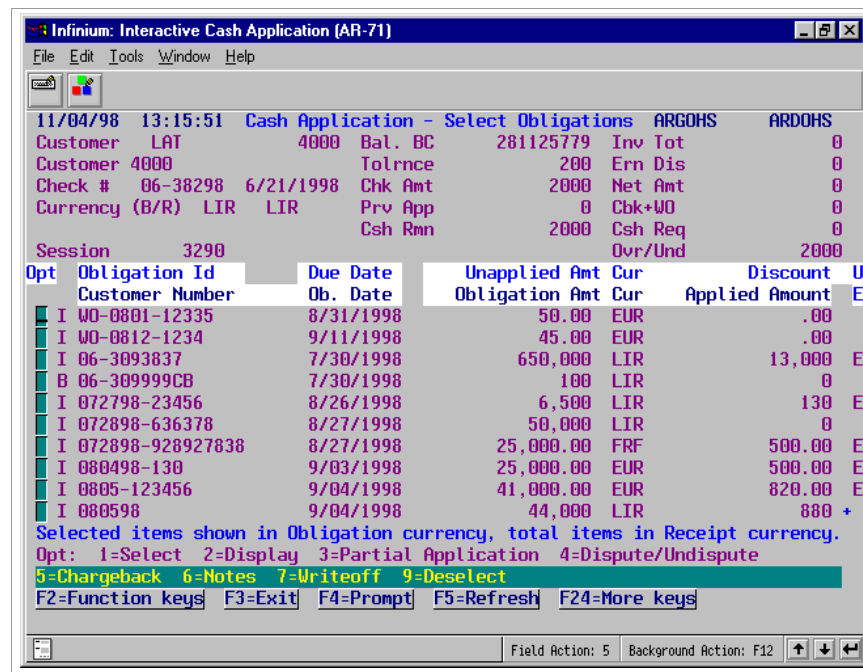 Infinium: Interactive Cash Application (AR-71)
File Edit Tools Window Help
11/04/98 13:15:51 Cash Application - Select Obligations ARGOHS ARDOHS
Customer LAT 4000 Bal. BC 281125779 Inv Tot 0
Customer 4000 Tolrnce 200 Ern Dis 0
Check # 06-38298 6/21/1998 Chk Amt 2000 Net Amt 0
Currency (B/R) LIR LIR Prv App 0 Cbk+WO 0
Csh Rmn 2000 Csh Req 0
Session 3290 Ovr/Und 2000
Opt Obligation Id Due Date Unapplied Amt Cur Discount U
Customer Number Ob. Date Obligation Amt Cur Applied Amount E
I WO-0801-12335 8/31/1998 50.00 EUR .00
I WO-0812-1234 9/11/1998 45.00 EUR .00
I 06-3093837 7/30/1998 650,000 LIR 13,000 E
B 06-309999CB 7/30/1998 100 LIR 0
I 072798-23456 8/26/1998 6,500 LIR 130 E
I 072898-636378 8/27/1998 50,000 LIR 0
I 072898-928927838 8/27/1998 25,000.00 FRF 500.00 E
I 080498-130 9/03/1998 25,000.00 EUR 500.00 E
I 0805-123456 9/04/1998 41,000.00 EUR 820.00 E
I 080598 9/04/1998 44,000 LIR 880 +
Selected items shown in Obligation currency, total items in Receipt currency.
Opt: 1=Select 2=Display 3=Partial Application 4=Dispute/Undispute
5=Chargeback 6=Notes 7=Writeoff 9=Deselect
F2=Function keys F3=Exit F4=Prompt F5=Refresh F24=More keys
Field Action: 5 Background Action: F12